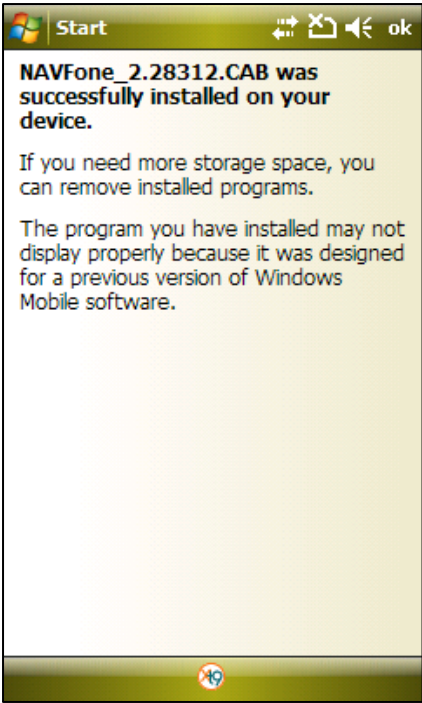 Start ok
NAVFone_2.28312.CAB was
successfully installed on your
device.
If you need more storage space, you
can remove installed programs.
The program you have installed may not
display properly because it was designed
for a previous version of Windows
Mobile software.
t9